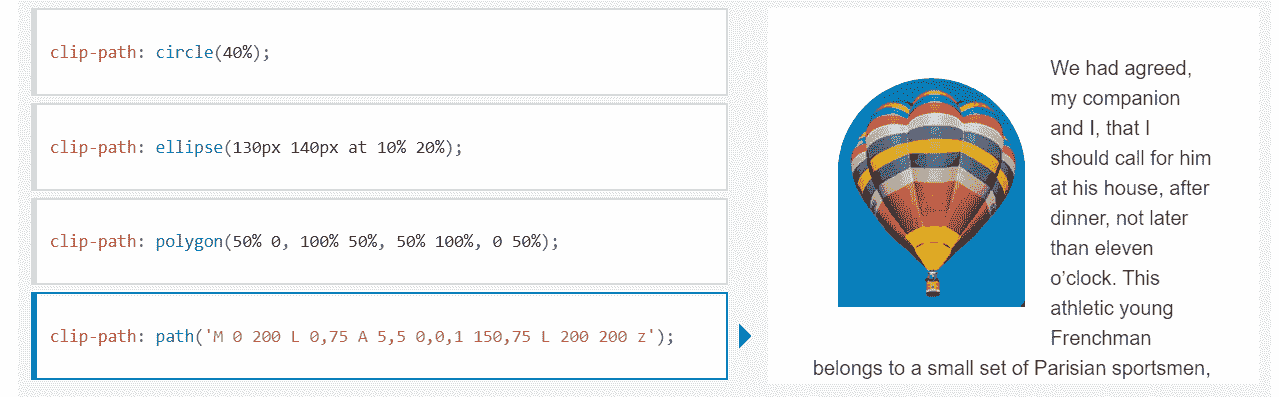 clip-path: circle(40%);
clip-path: ellipse(130px 140px at 10% 20%);
clip-path: polygon(50% 0, 100% 50%, 50% 100%, 0 50%);
clip-path: path('M 0 200 L 0,75 A 5,5 0,0,1 150,75 L 200 200 z');
We had agreed,
my companion
and I, that I
should call for him
at his house, after
dinner, not later
than eleven
o’clock. This
athletic young
Frenchman
belongs to a small set of Parisian sportsmen,